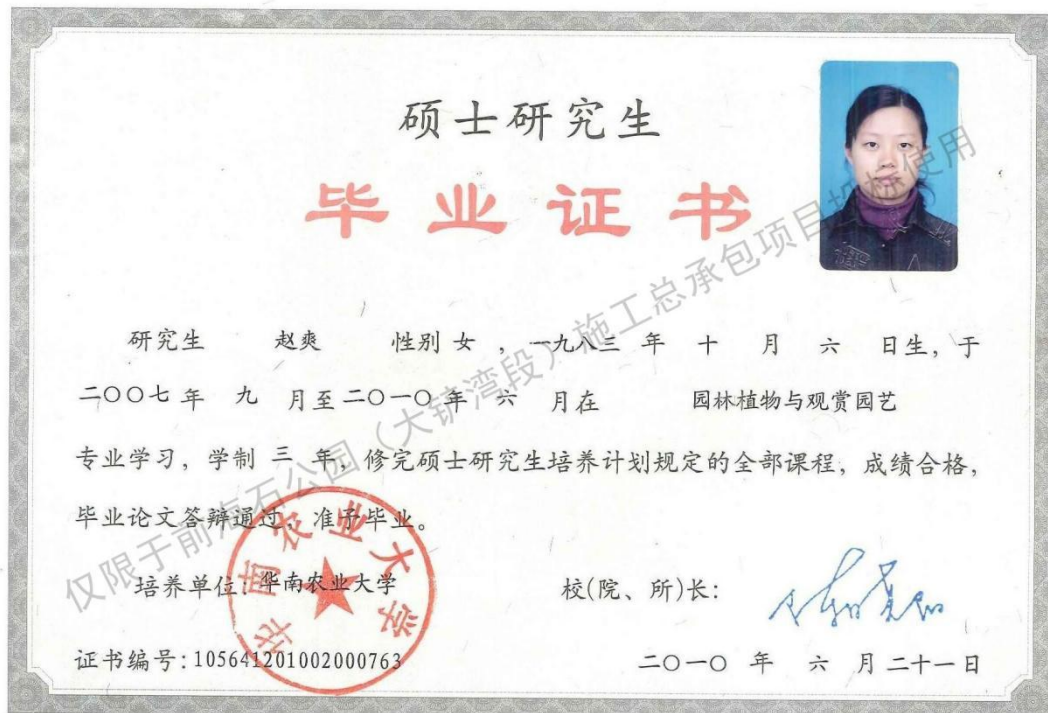 硕士研究生
毕业证书
研究生 赵爽 性别 女 ，一九八三 年 十 月 六 日生，于
二〇〇七 年 九 月至 二〇一〇 年 六 月在 园林植物与观赏园艺
专业学习，学制 三 年，修完硕士研究生培养计划规定的全部课程，成绩合格，
毕业论文答辩通过，准予毕业。
培养单位：华南农业大学 校(院、所)长：
证书编号：105641201002000763 二〇一〇 年 六 月 二十一 日
华南农业大学
仅限于前海石公园（大铲湾段）施工总承包项目投标使用